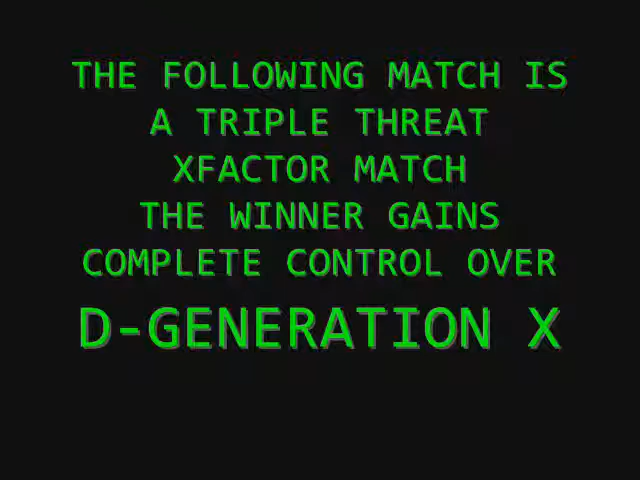 THE FOLLOWING MATCH IS
A TRIPLE THREAT
XFACTOR MATCH
THE WINNER GAINS
COMPLETE CONTROL OVER
D-GENERATION X